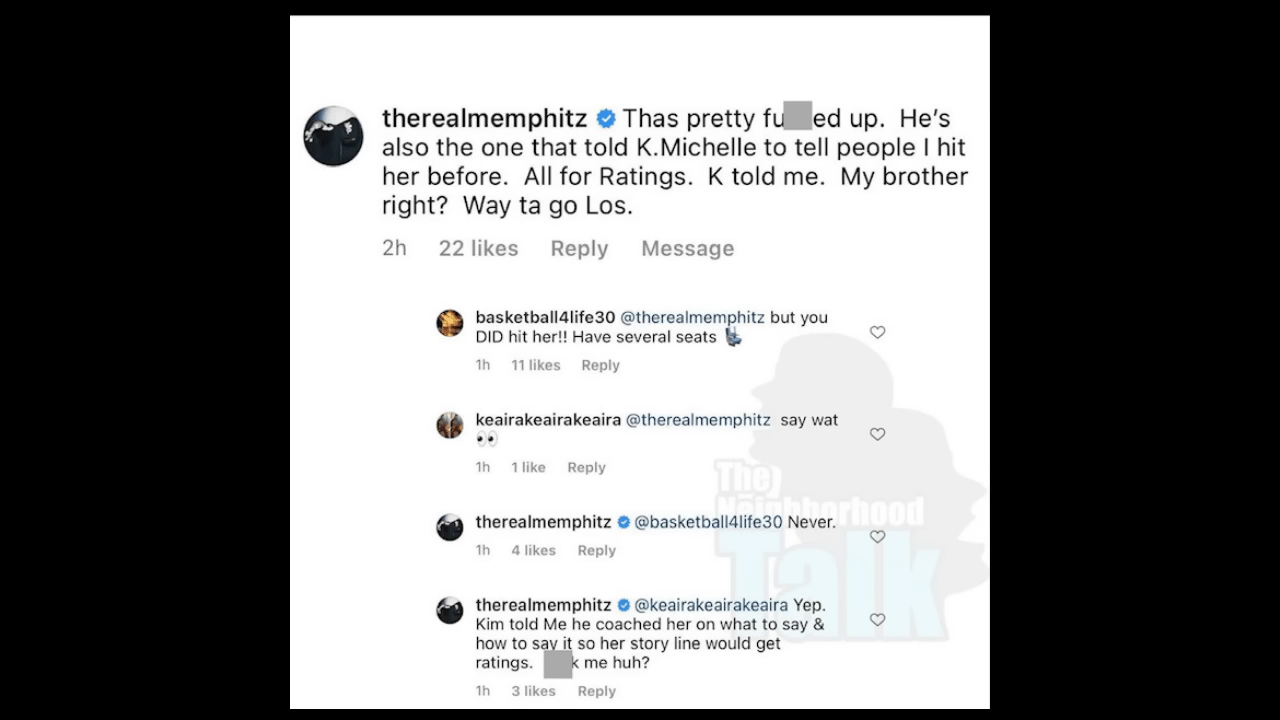 therealmemphitz Thas pretty fu ed up. He's
also the one that told K.Michelle to tell people I hit
her before. All for Ratings. K told me. My brother
right? Way ta go Los.
2h 22 likes Reply Message
basketball4life30 @therealmemphitz but you
DID hit her!! Have several seats 💺
1h 11 likes Reply
keairakeairakeaira @therealmemphitz say wat
👀
1h 1 like Reply
The
Neighborhood
Talk
therealmemphitz @basketball4life30 Never.
1h 4 likes Reply
therealmemphitz @keairakeairakeaira Yep.
Kim told Me he coached her on what to say &
how to say it so her story line would get
ratings. k me huh?
1h 3 likes Reply